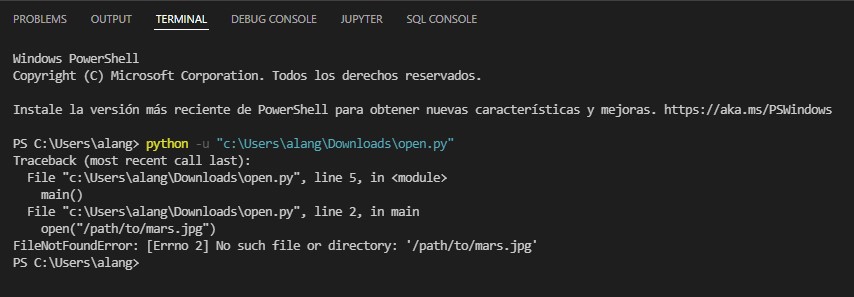 PROBLEMS OUTPUT TERMINAL DEBUG CONSOLE JUPYTER SQL CONSOLE
Windows PowerShell
Copyright (C) Microsoft Corporation. Todos los derechos reservados.
Instale la versión más reciente de PowerShell para obtener nuevas características y mejoras. https://aka.ms/PSWindows
PS C:\Users\alang> python -u "c:\Users\alang\Downloads\open.py"
Traceback (most recent call last):
  File "c:\Users\alang\Downloads\open.py", line 5, in <module>
    main()
  File "c:\Users\alang\Downloads\open.py", line 2, in main
    open("/path/to/mars.jpg")
FileNotFoundError: [Errno 2] No such file or directory: '/path/to/mars.jpg'
PS C:\Users\alang>